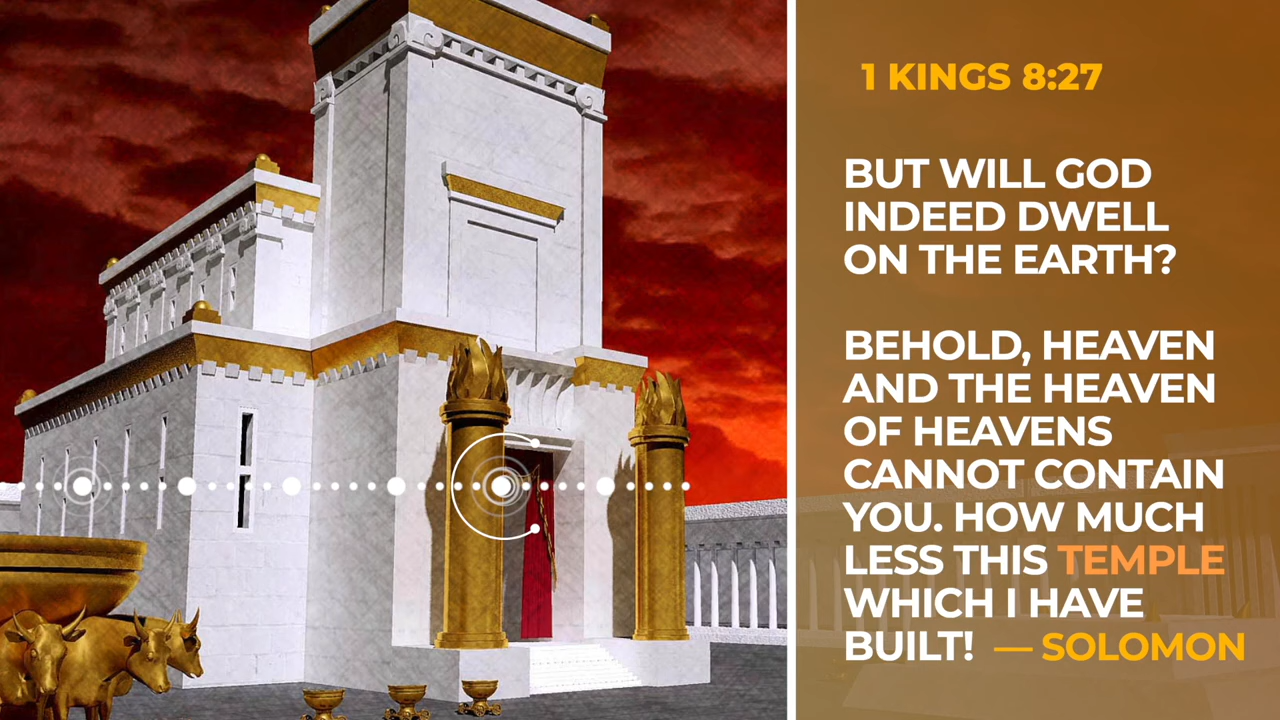 1 KINGS 8:27
BUT WILL GOD
INDEED DWELL
ON THE EARTH?
BEHOLD, HEAVEN
AND THE HEAVEN
OF HEAVENS
CANNOT CONTAIN
YOU. HOW MUCH
LESS THIS TEMPLE
WHICH I HAVE
BUILT! — SOLOMON